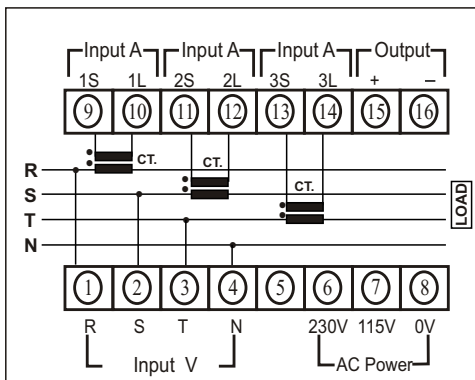 Input A Input A Input A Output
1S 1L 2S 2L 3S 3L + –
9 10 11 12 13 14 15 16
CT. CT. CT.
R
S
T
N
LOAD
1 2 3 4 5 6 7 8
R S T N 230V 115V 0V
Input V AC Power